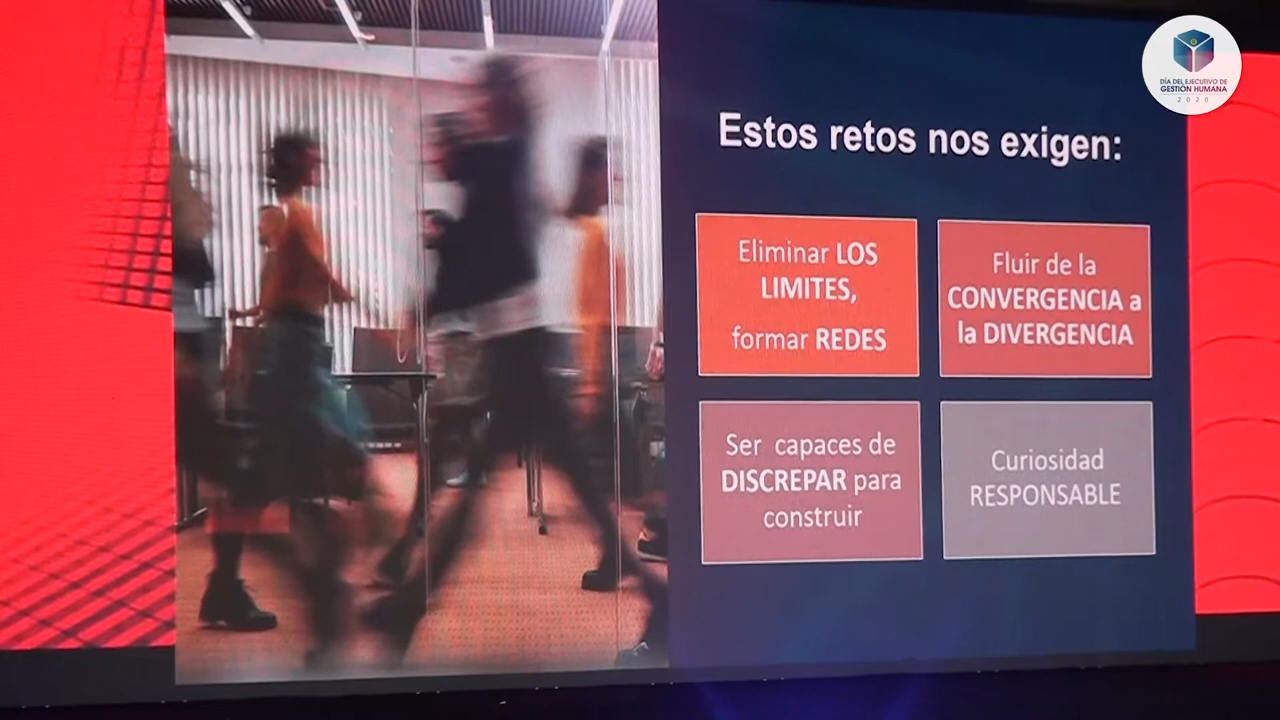 DÍA DEL EJECUTIVO DE
GESTIÓN HUMANA
2020
Estos retos nos exigen:
Eliminar LOS
LIMITES,
formar REDES
Fluir de la
CONVERGENCIA a
la DIVERGENCIA
Ser capaces de
DISCREPAR para
construir
Curiosidad
RESPONSABLE